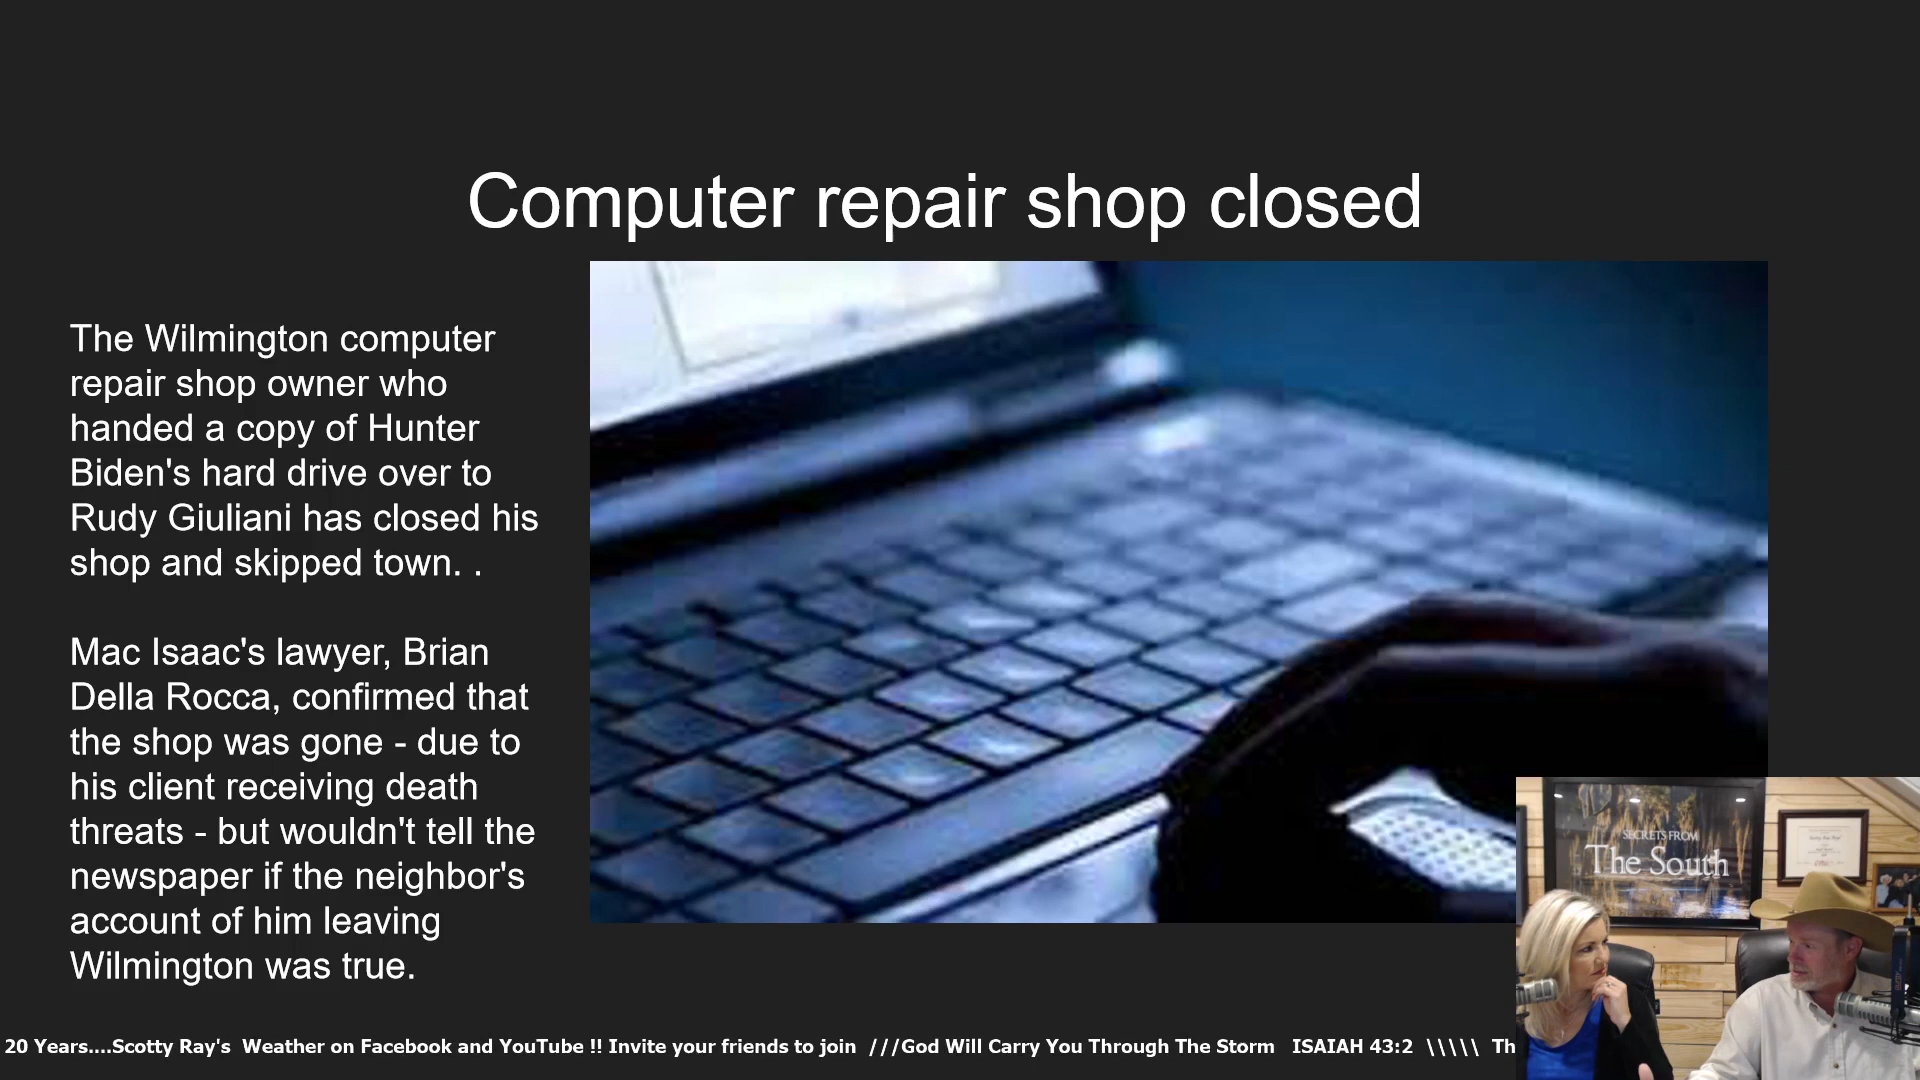 Computer repair shop closed
The Wilmington computer
repair shop owner who
handed a copy of Hunter
Biden's hard drive over to
Rudy Giuliani has closed his
shop and skipped town. .
Mac Isaac's lawyer, Brian
Della Rocca, confirmed that
the shop was gone - due to
his client receiving death
threats - but wouldn't tell the
newspaper if the neighbor's
account of him leaving
Wilmington was true.
SECRETS FROM
The South
20 Years....Scotty Ray's Weather on Facebook and YouTube !! Invite your friends to join ///God Will Carry You Through The Storm ISAIAH 43:2 \\\\\ Th